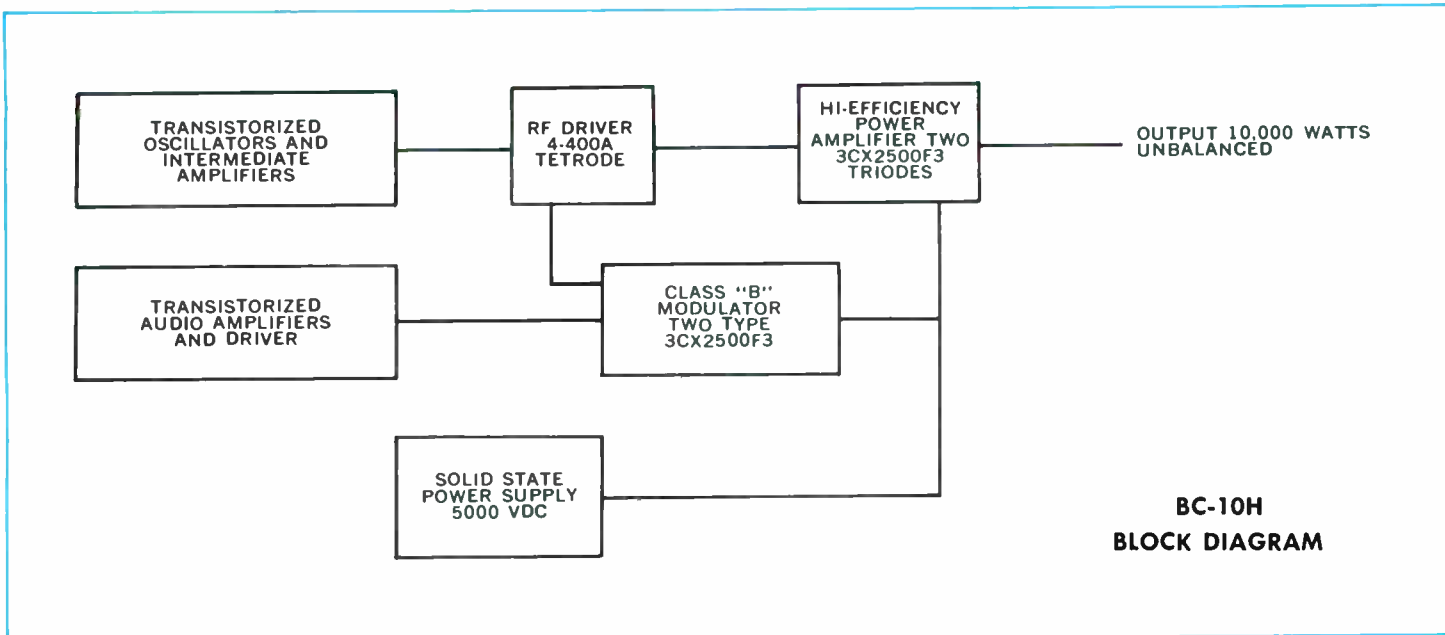 TRANSISTORIZED
OSCILLATORS AND
INTERMEDIATE
AMPLIFIERS
RF DRIVER
4-400A
TETRODE
HI-EFFICIENCY
POWER
AMPLIFIER TWO
3CX2500F3
TRIODES
OUTPUT 10,000 WATTS
UNBALANCED
TRANSISTORIZED
AUDIO AMPLIFIERS
AND DRIVER
CLASS "B"
MODULATOR
TWO TYPE
3CX2500F3
SOLID STATE
POWER SUPPLY
5000 VDC
BC-10H
BLOCK DIAGRAM